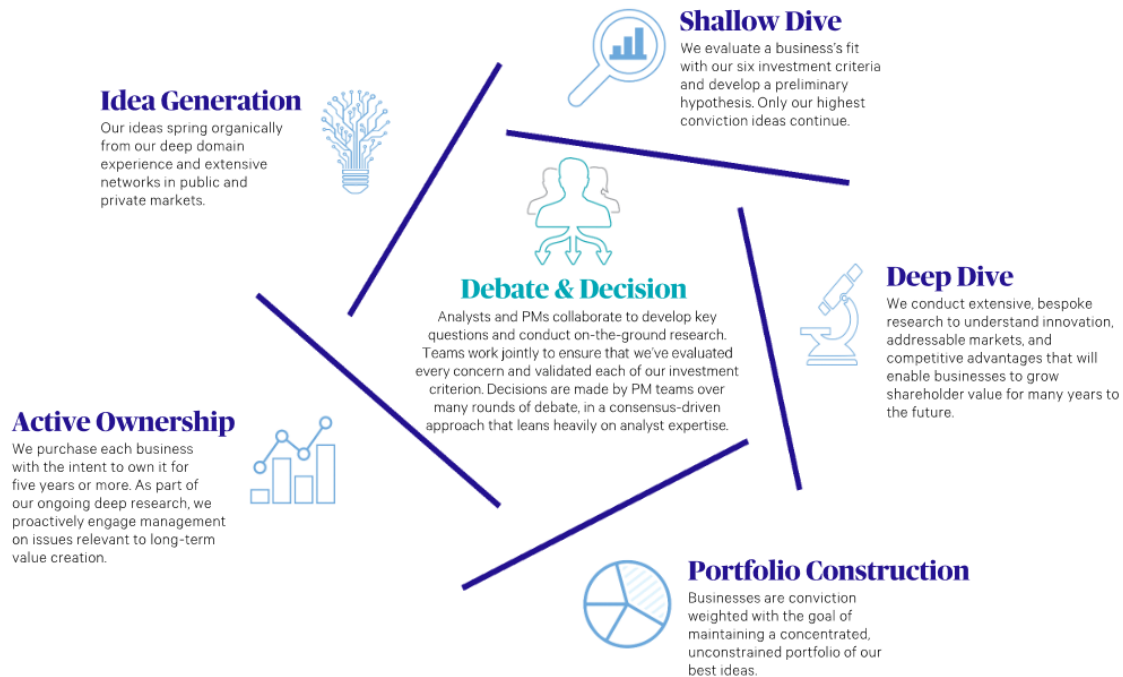 Shallow Dive
We evaluate a business's fit
with our six investment criteria
and develop a preliminary
hypothesis. Only our highest
conviction ideas continue.
Idea Generation
Our ideas spring organically
from our deep domain
experience and extensive
networks in public and
private markets.
Debate & Decision
Analysts and PMs collaborate to develop key
questions and conduct on-the-ground research.
Teams work jointly to ensure that we've evaluated
every concern and validated each of our investment
criterion. Decisions are made by PM teams over
many rounds of debate, in a consensus-driven
approach that leans heavily on analyst expertise.
Deep Dive
We conduct extensive, bespoke
research to understand innovation,
addressable markets, and
competitive advantages that will
enable businesses to grow
shareholder value for many years to
the future.
Active Ownership
We purchase each business
with the intent to own it for
five years or more. As part of
our ongoing deep research, we
proactively engage management
on issues relevant to long-term
value creation.
Portfolio Construction
Businesses are conviction
weighted with the goal of
maintaining a concentrated,
unconstrained portfolio of our
best ideas.